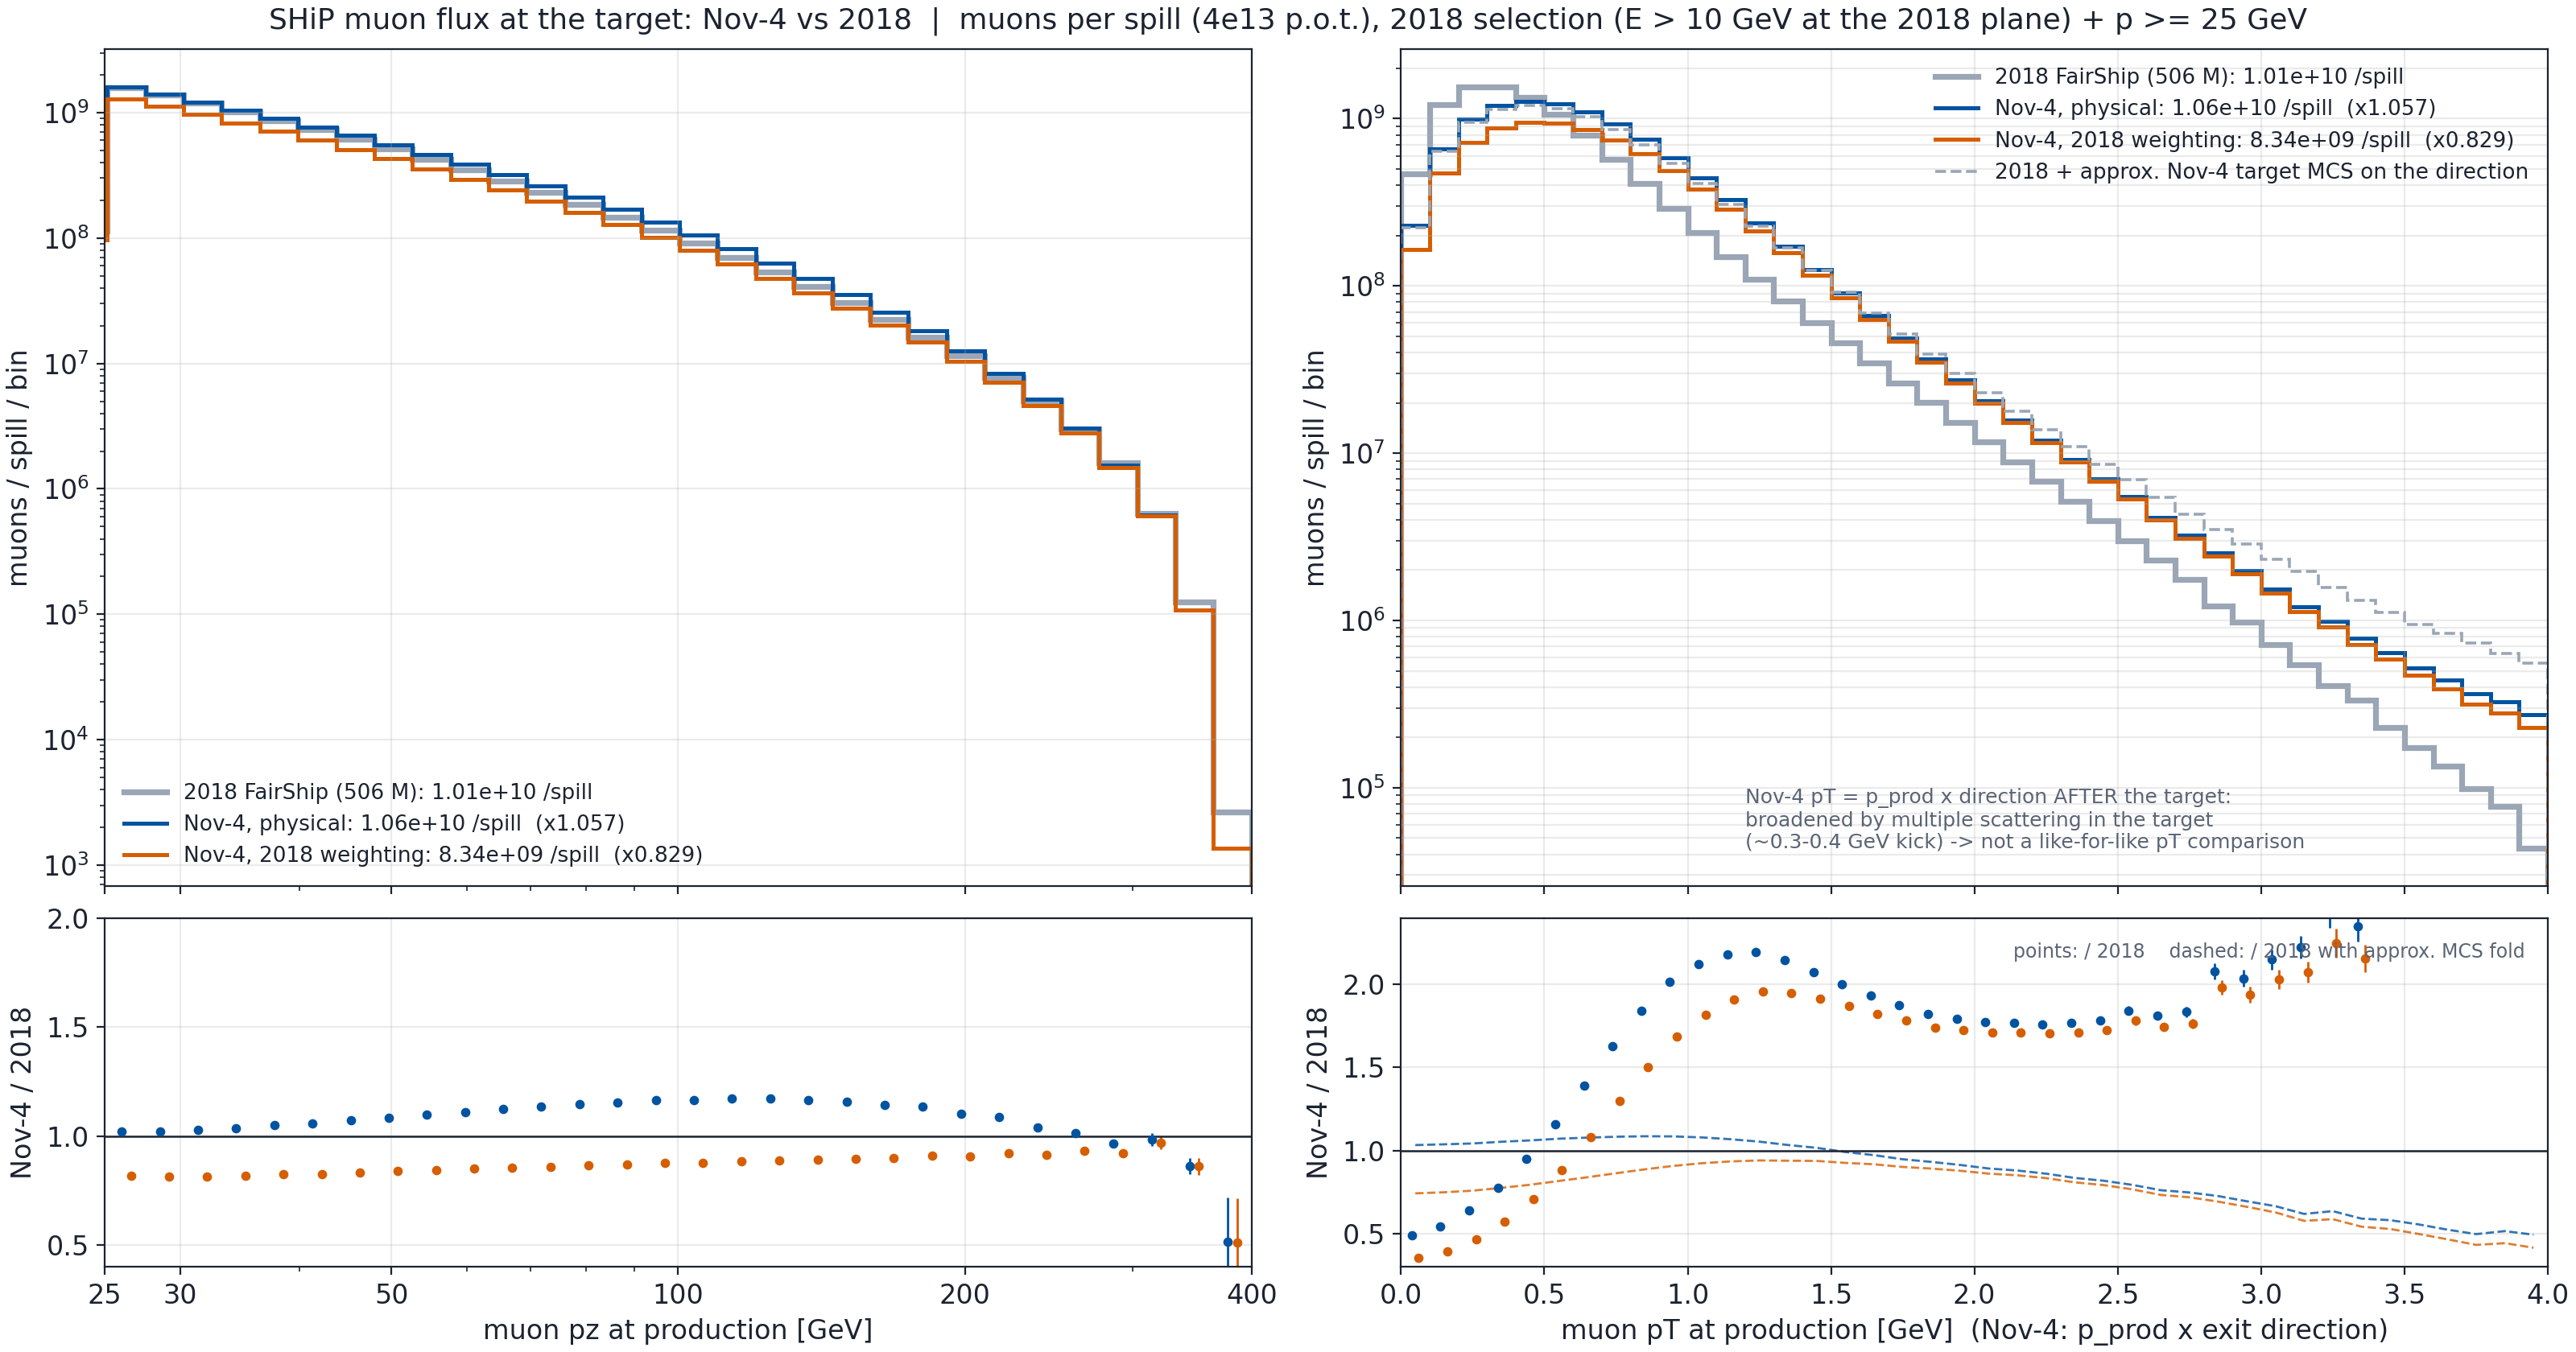 SHiP muon flux at the target: Nov-4 vs 2018 | muons per spill (4e13 p.o.t.), 2018 selection (E > 10 GeV at the 2018 plane) + p >= 25 GeV
muons / spill / bin
10⁹
10⁸
10⁷
10⁶
10⁵
10⁴
10³
2018 FairShip (506 M): 1.01e+10 /spill
Nov-4, physical: 1.06e+10 /spill (x1.057)
Nov-4, 2018 weighting: 8.34e+09 /spill (x0.829)
muons / spill / bin
10⁹
10⁸
10⁷
10⁶
10⁵
2018 FairShip (506 M): 1.01e+10 /spill
Nov-4, physical: 1.06e+10 /spill (x1.057)
Nov-4, 2018 weighting: 8.34e+09 /spill (x0.829)
2018 + approx. Nov-4 target MCS on the direction
Nov-4 pT = p_prod x direction AFTER the target:
broadened by multiple scattering in the target
(~0.3-0.4 GeV kick) -> not a like-for-like pT comparison
Nov-4 / 2018
2.0
1.5
1.0
0.5
25 30 50 100 200 400
muon pz at production [GeV]
Nov-4 / 2018
2.0
1.5
1.0
0.5
points: / 2018 dashed: / 2018 with approx. MCS fold
0.0 0.5 1.0 1.5 2.0 2.5 3.0 3.5 4.0
muon pT at production [GeV] (Nov-4: p_prod x exit direction)